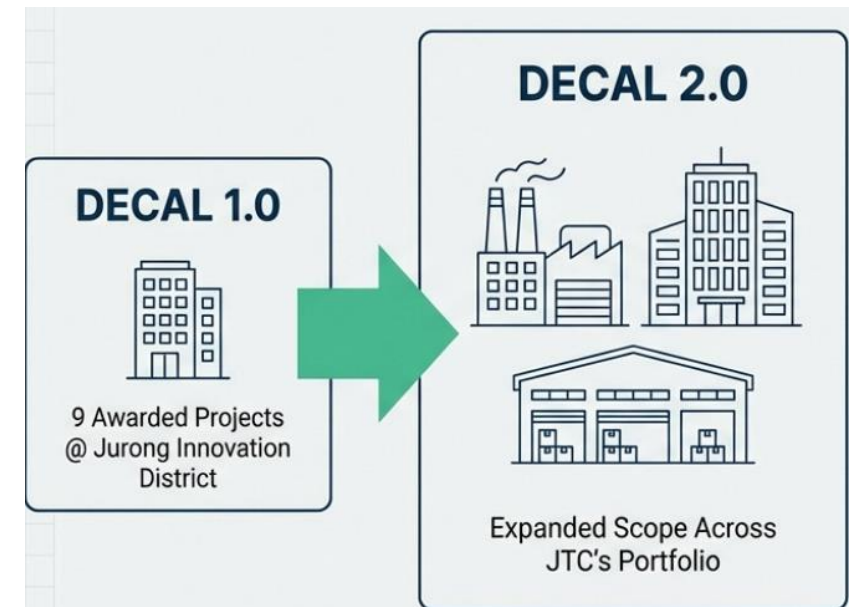 DECAL 1.0
9 Awarded Projects
@ Jurong Innovation
District
DECAL 2.0
Expanded Scope Across
JTC's Portfolio